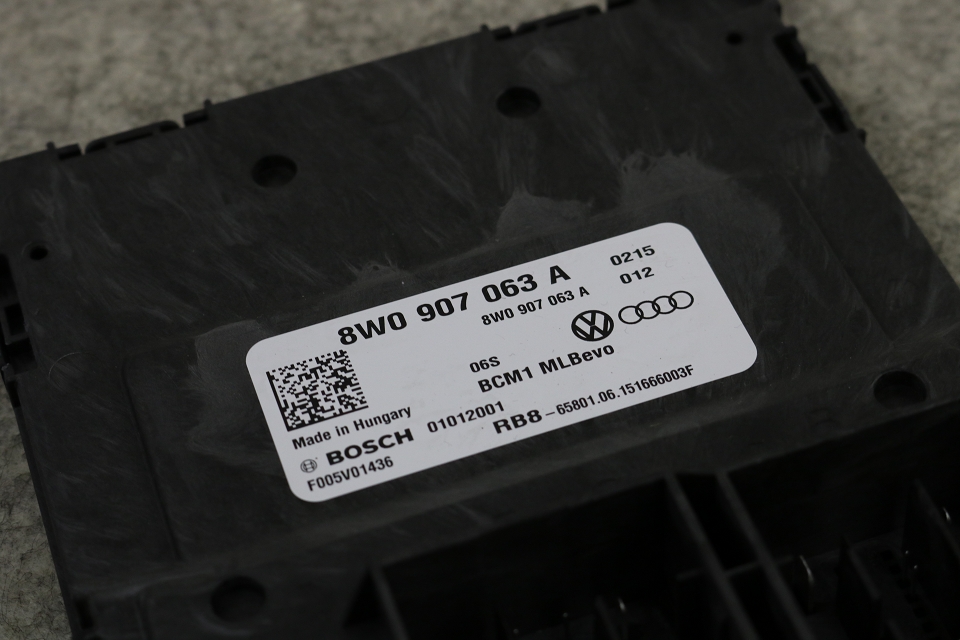 8W0 907 063 A
0215
8W0 907 063 A
012
06S
BCM1 MLBevo
Made in Hungary
BOSCH
01012001
RB8-65801.06.151666003F
F005V01436